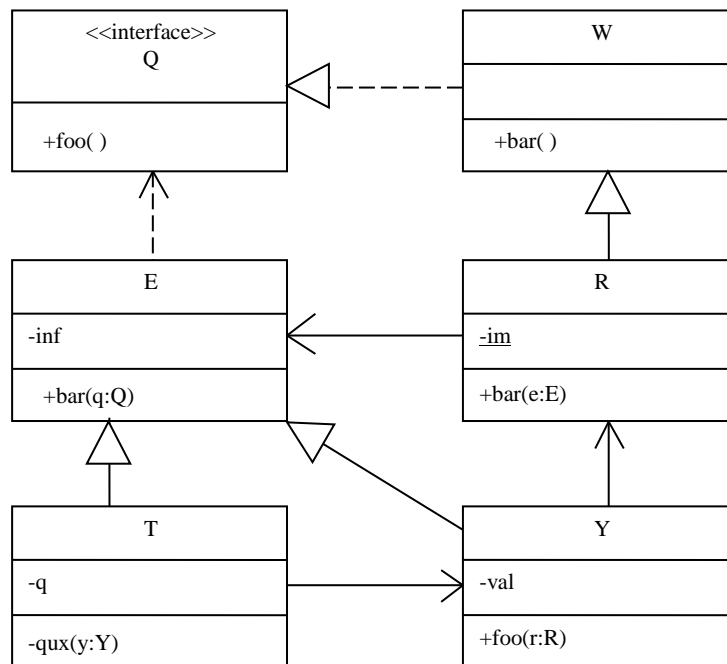 <<interface>>
Q
+foo( )
W
+bar( )
E
-inf
+bar(q:Q)
R
-im
+bar(e:E)
T
-q
-qux(y:Y)
Y
-val
+foo(r:R)